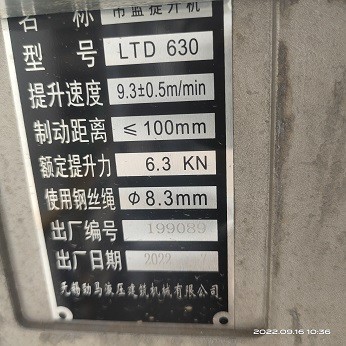 名 称 吊篮提升机
型 号 LTD 630
提升速度 9.3±0.5m/min
制动距离 ≤100mm
额定提升力 6.3 KN
使用钢丝绳 Φ8.3mm
出厂编号 199089
出厂日期 2022 7
无锡劲马液压建筑机械有限公司
2022.09.16 10:36